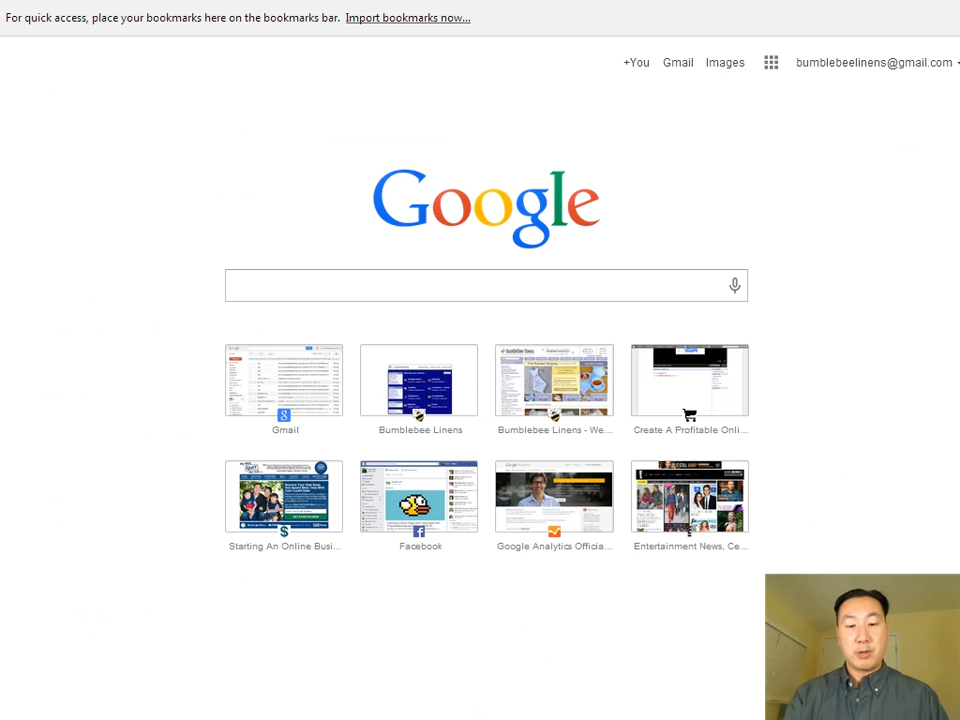 For quick access, place your bookmarks here on the bookmarks bar. Import bookmarks now...
+You Gmail Images bumblebeelinens@gmail.com
Google
Gmail
Bumblebee Linens
Bumblebee Linens - We...
Create A Profitable Onli...
Starting An Online Busi...
Facebook
Google Analytics Officia...
Entertainment News, Ce...